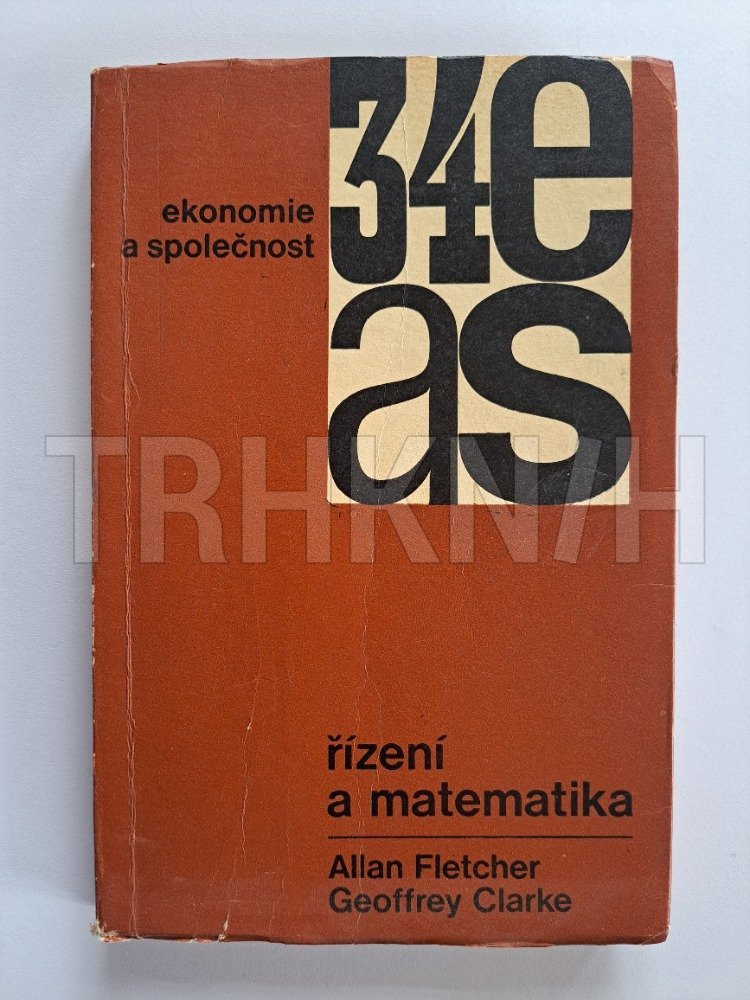 34e
as
ekonomie
a společnost
TRHKNIH
řízení
a matematika
Allan Fletcher
Geoffrey Clarke